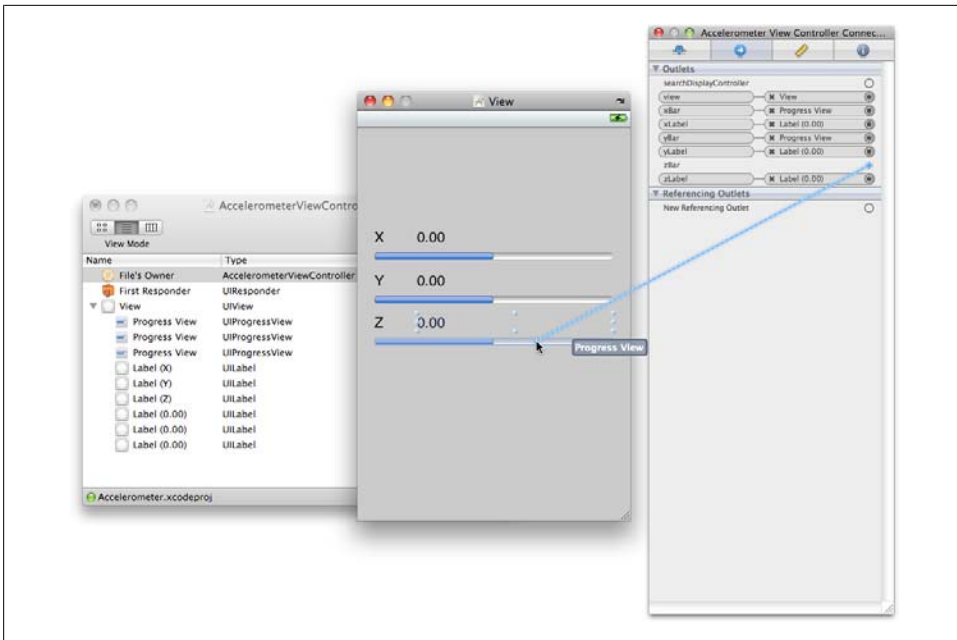 AccelerometerViewContro
View Mode
Name Type
File's Owner AccelerometerViewController
First Responder UIResponder
View UIView
Progress View UIProgressView
Progress View UIProgressView
Progress View UIProgressView
Label (X) UILabel
Label (Y) UILabel
Label (Z) UILabel
Label (0.00) UILabel
Label (0.00) UILabel
Label (0.00) UILabel
Accelerometer.xcodeproj
View
X 0.00
Y 0.00
Z 0.00
Progress View
Accelerometer View Controller Connec...
Outlets
searchDisplayController
view View
xBar Progress View
xLabel Label (0.00)
yBar Progress View
yLabel Label (0.00)
zBar
zLabel Label (0.00)
Referencing Outlets
New Referencing Outlet